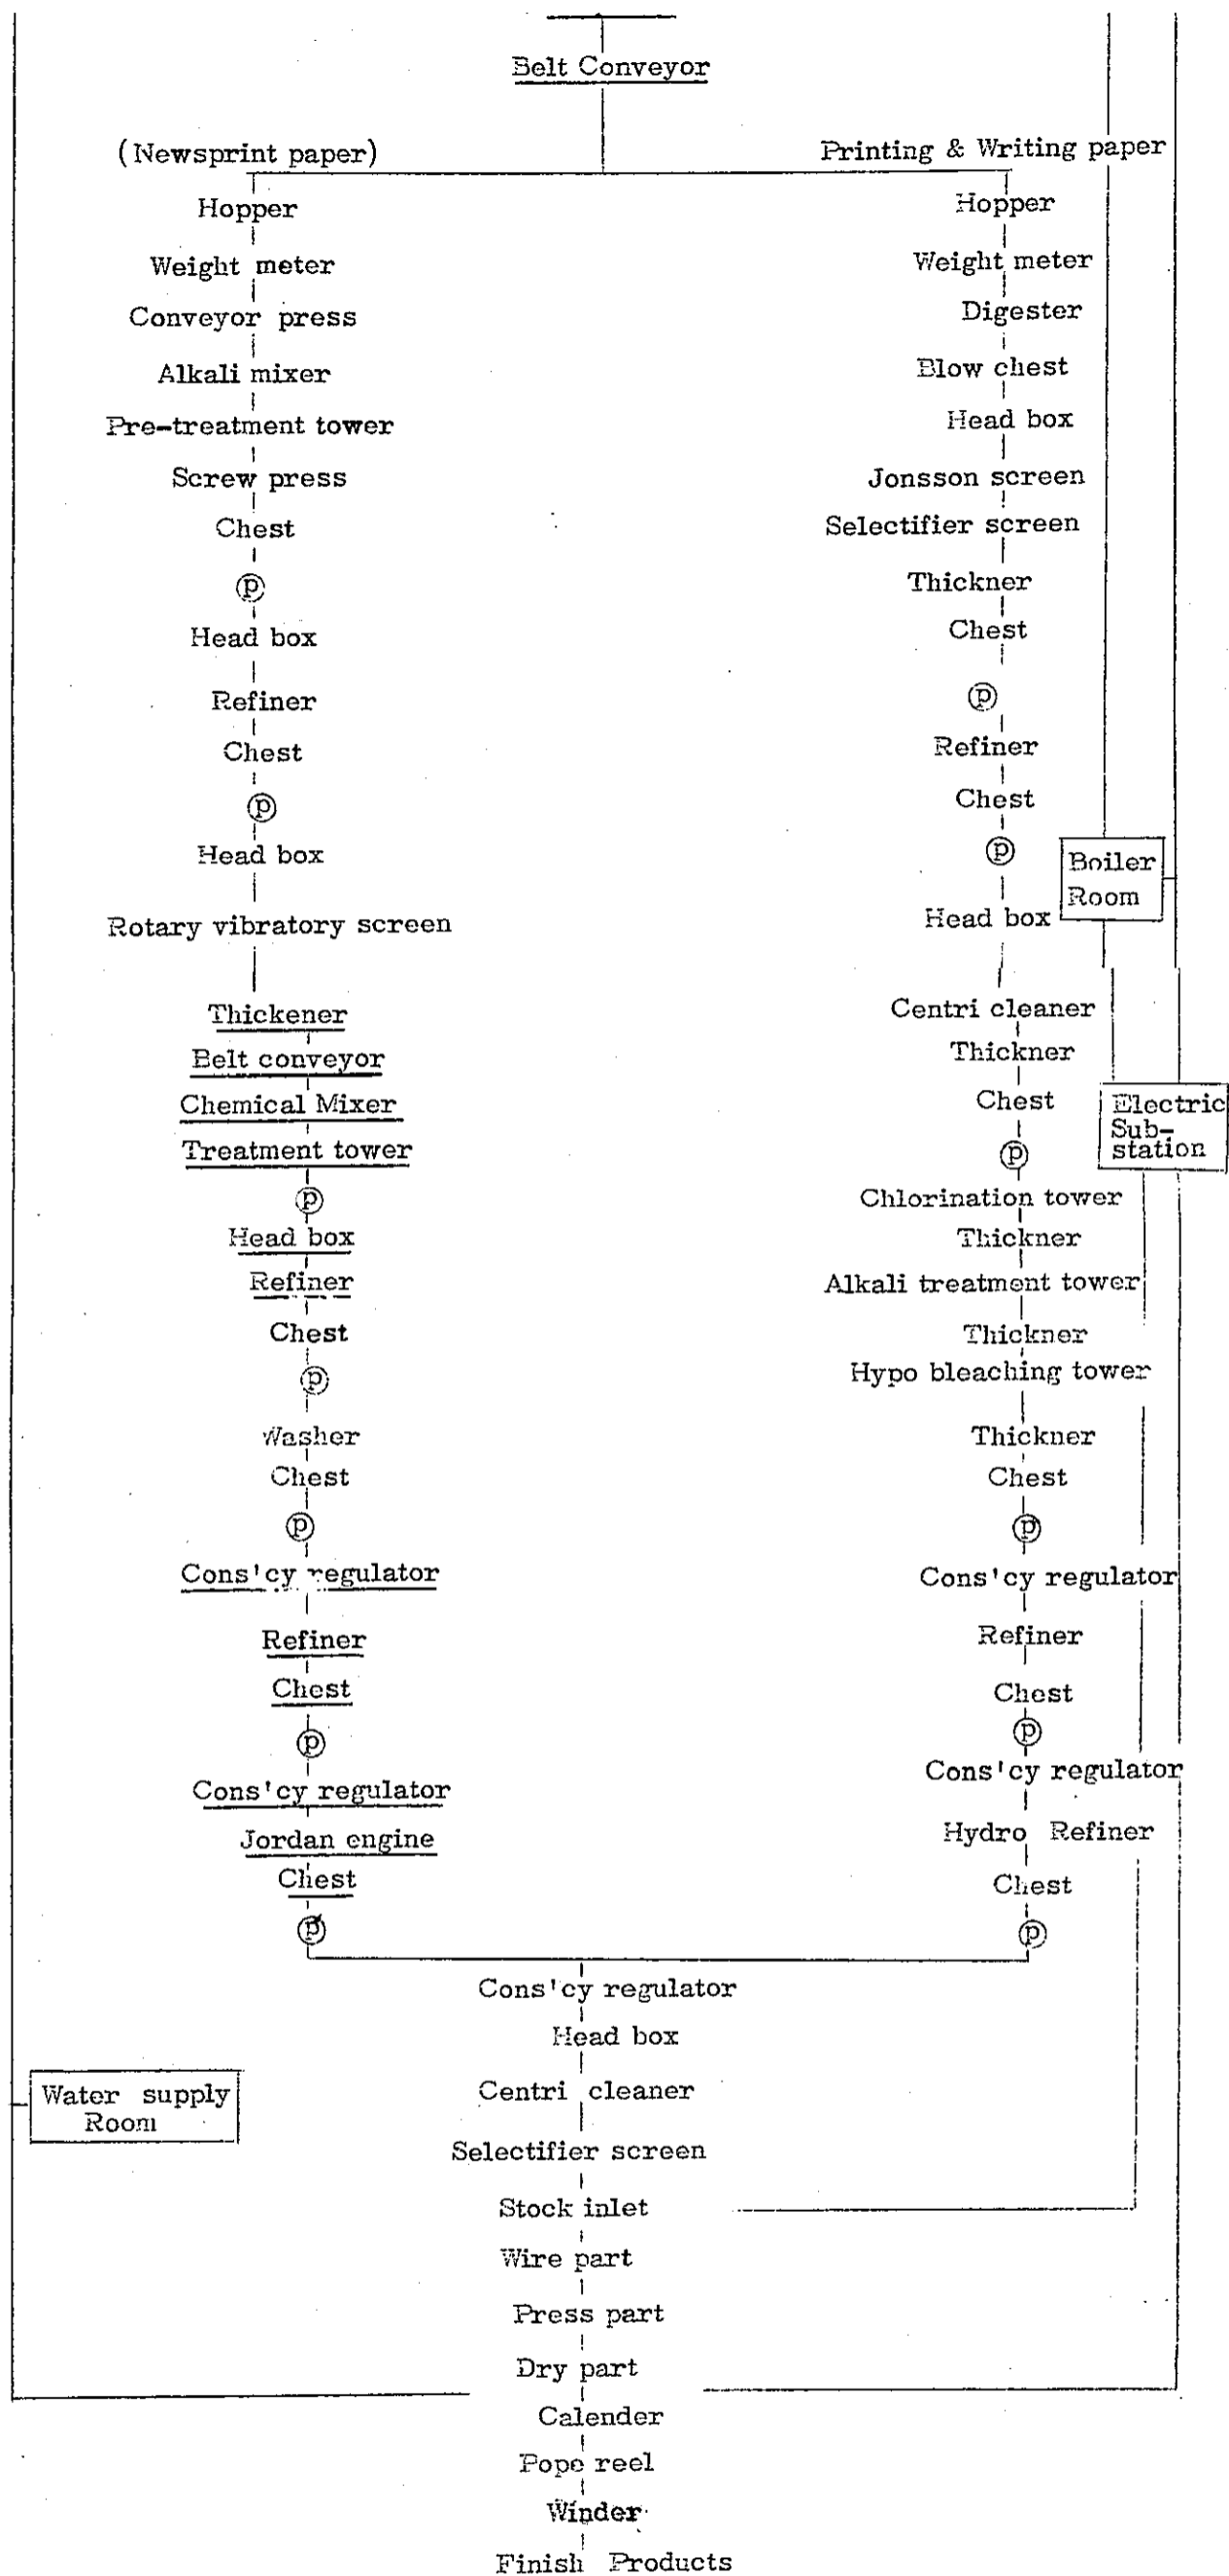 Belt Conveyor
(Newsprint paper)
Hopper
Weight meter
Conveyor press
Alkali mixer
Pre-treatment tower
Screw press
Chest
p
Head box
Refiner
Chest
p
Head box
Rotary vibratory screen
Thickener
Belt conveyor
Chemical Mixer
Treatment tower
p
Head box
Refiner
Chest
p
Washer
Chest
p
Cons'cy regulator
Refiner
Chest
p
Cons'cy regulator
Jordan engine
Chest
p
Printing & Writing paper
Hopper
Weight meter
Digester
Blow chest
Head box
Jonsson screen
Selectifier screen
Thickner
Chest
p
Refiner
Chest
p
Head box
Centri cleaner
Thickner
Chest
p
Chlorination tower
Thickner
Alkali treatment tower
Thickner
Hypo bleaching tower
Thickner
Chest
p
Cons'cy regulator
Refiner
Chest
p
Cons'cy regulator
Hydro Refiner
Chest
p
Boiler
Room
Electric
Sub-
station
Cons'cy regulator
Head box
Centri cleaner
Selectifier screen
Stock inlet
Wire part
Press part
Dry part
Calender
Pope reel
Winder
Finish Products
Water supply
Room